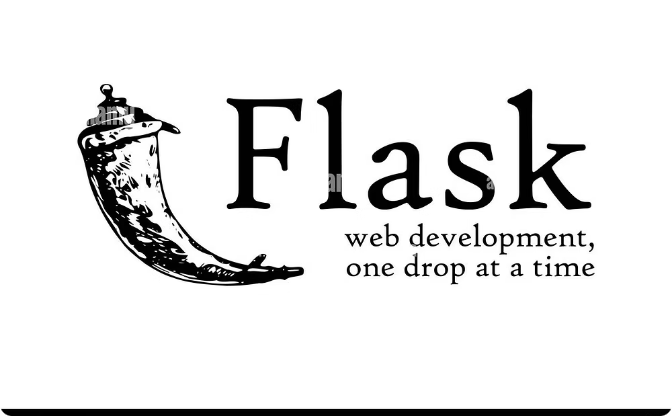 Flask
web development,
one drop at a time